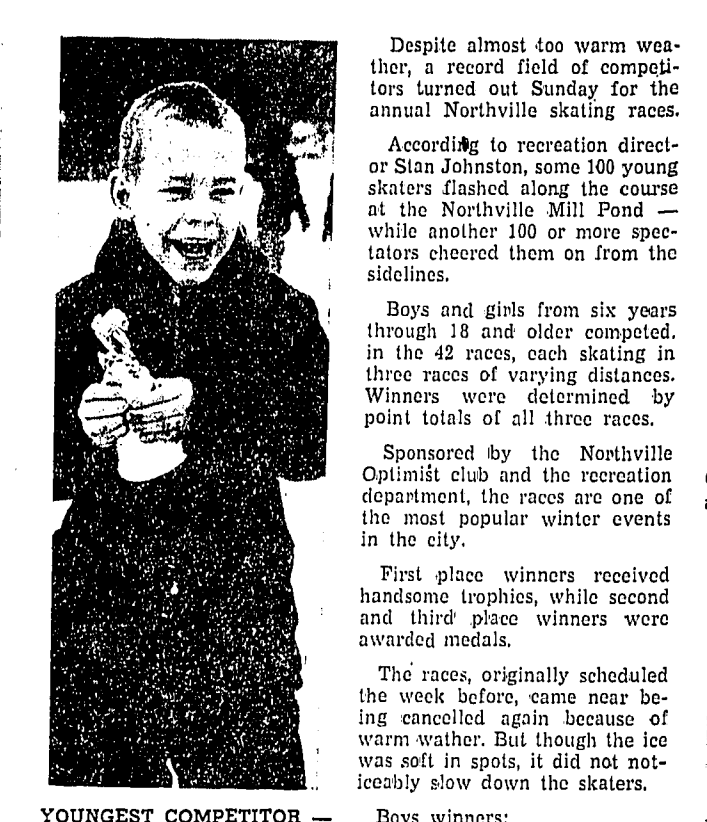 Despite almost too warm wea-
ther, a record field of competi-
tors turned out Sunday for the
annual Northville skating races.
According to recreation direct-
or Stan Johnston, some 100 young
skaters flashed along the course
at the Northville Mill Pond —
while another 100 or more spec-
tators cheered them on from the
sidelines.
Boys and girls from six years
through 18 and older competed.
in the 42 races, each skating in
three races of varying distances.
Winners were determined by
point totals of all three races.
Sponsored by the Northville
Optimist club and the recreation
department, the races are one of
the most popular winter events
in the city.
First place winners received
handsome trophies, while second
and third place winners were
awarded medals.
The races, originally scheduled
the week before, came near be-
ing cancelled again because of
warm wather. But though the ice
was soft in spots, it did not not-
iceably slow down the skaters.
YOUNGEST COMPETITOR —
Boys winners: